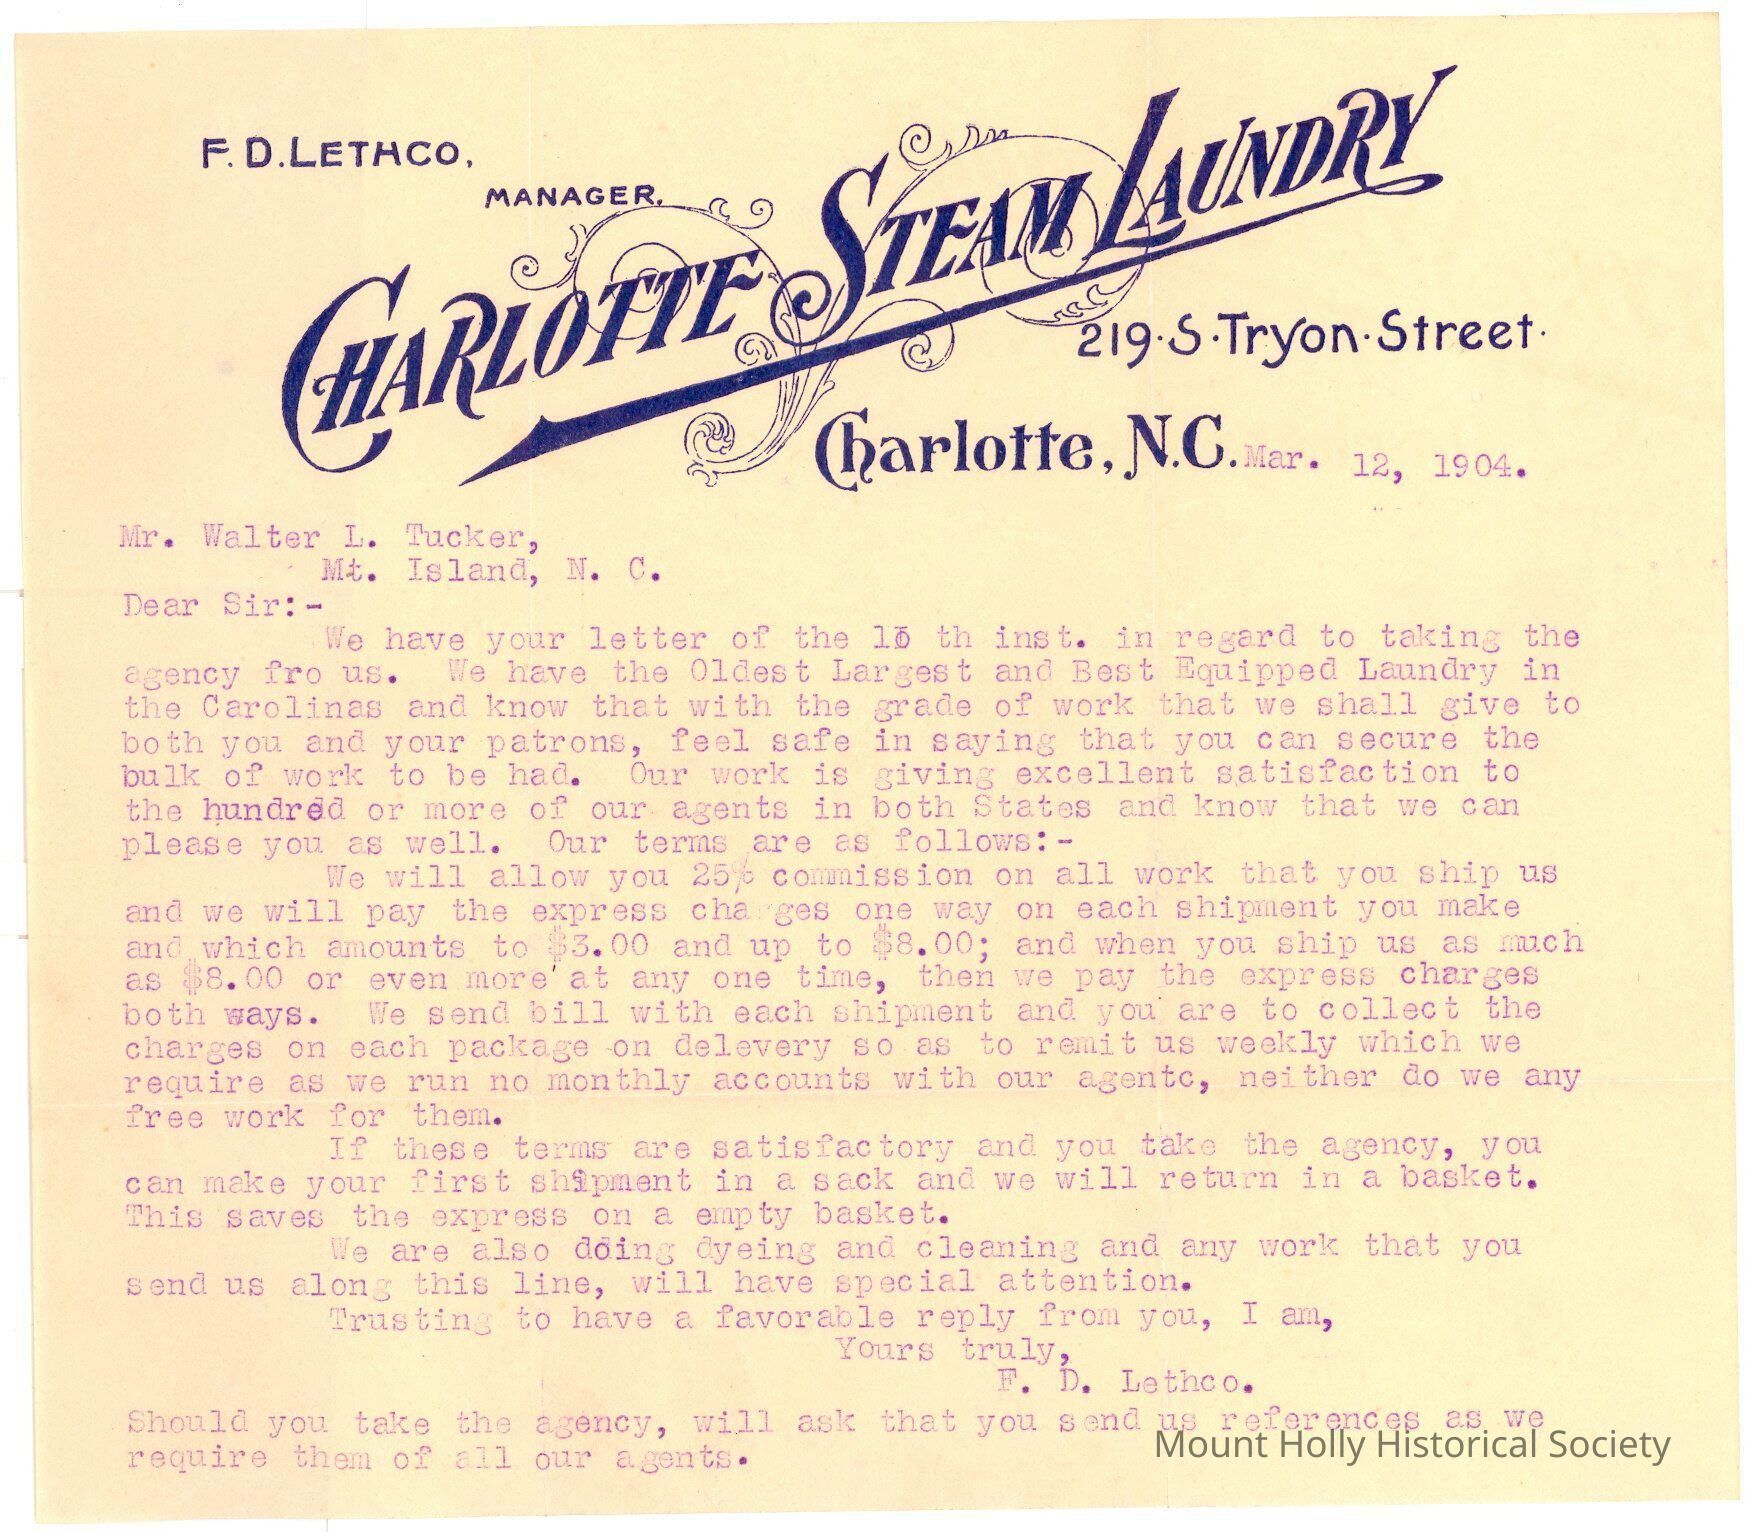 F. D. LETHCO,
MANAGER.
CHARLOTTE STEAM LAUNDRY
219·S·Tryon·Street·
Charlotte, N.C. Mar. 12, 1904.
Mr. Walter L. Tucker,
Mt. Island, N. C.
Dear Sir:-
We have your letter of the th inst. in regard to taking the
agency fro us. We have the Oldest Largest and Best Equipped Laundry in
the Carolinas and know that with the grade of work that we shall give to
both you and your patrons, feel safe in saying that you can secure the
bulk of work to be had. Our work is giving excellent satisfaction to
the hundred or more of our agents in both States and know that we can
please you as well. Our terms are as follows:-
We will allow you 25% commission on all work that you ship us
and we will pay the express cha ges one way on each shipment you make
and which amounts to $3.00 and up to $8.00; and when you ship us as much
as $8.00 or even more' at any one time, then we pay the express charges
both ways. We send bill with each shipment and you are to collect the
charges on each package -on delevery so as to remit us weekly which we
require as we run no monthly accounts with our agentc, neither do we any
free work for them.
If these terms are satisfactory and you take the agency, you
can make your first shipment in a sack and we will return in a basket.
This saves the express on a empty basket.
We are also doing dyeing and cleaning and any work that you
send us along this line, will have special attention.
Trusting to have a favorable reply from you, I am,
Yours truly,
F. D. Lethco.
Should you take the agency, will ask that you send us references as we
require them of all our agents.
Mount Holly Historical Society